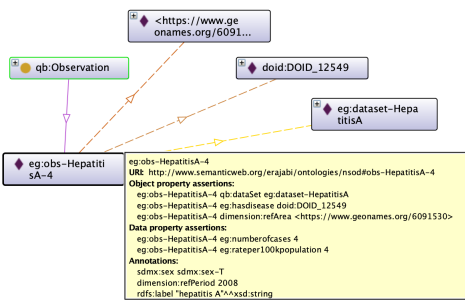 <https://www.ge
onames.org/6091...
qb:Observation
doid:DOID_12549
eg:dataset-Hepa
titisA
eg:obs-Hepatiti
sA-4
eg:obs-HepatitisA-4
URI: http://www.semanticweb.org/erajabi/ontologies/nsod#obs-HepatitisA-4
Object property assertions:
eg:obs-HepatitisA-4 qb:dataSet eg:dataset-HepatitisA
eg:obs-HepatitisA-4 eg:hasdisease doid:DOID_12549
eg:obs-HepatitisA-4 dimension:refArea <https://www.geonames.org/6091530>
Data property assertions:
eg:obs-HepatitisA-4 eg:numberofcases 4
eg:obs-HepatitisA-4 eg:rateper100kpopulation 4
Annotations:
sdmx:sex sdmx:sex-T
dimension:refPeriod 2008
rdfs:label "hepatitis A"^^xsd:string